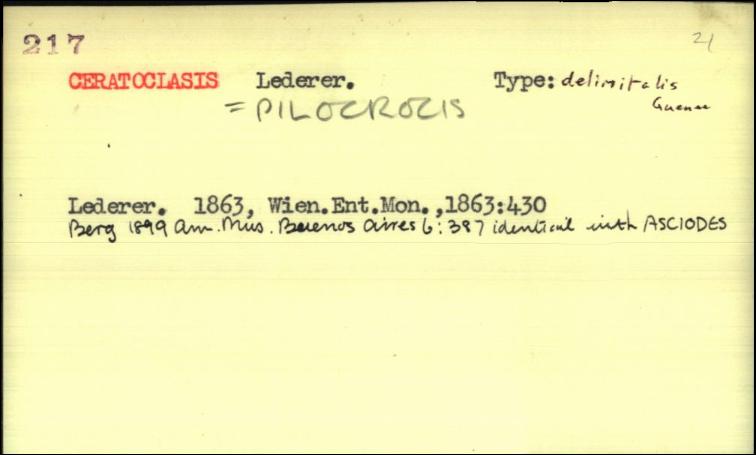 217 21
CERATOCLASIS Lederer. Type: delimitalis
= PILOCROCIS Guenee
Lederer. 1863, Wien.Ent.Mon.,1863:430
Berg 1899 An. Mus. Buenos Aires 6: 387 identical with ASCIODES